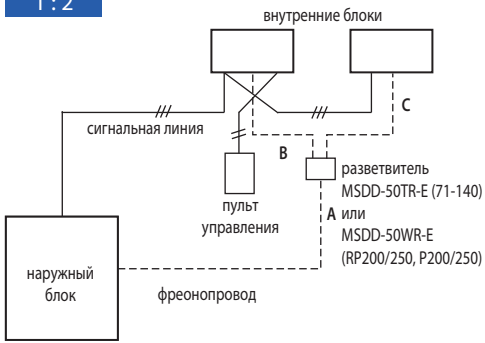 1 : 2
внутренние блоки
C
сигнальная линия
B
разветвитель
MSDD-50TR-E (71-140)
A или
MSDD-50WR-E
(RP200/250, P200/250)
пульт
управления
наружный
блок
фреонопровод